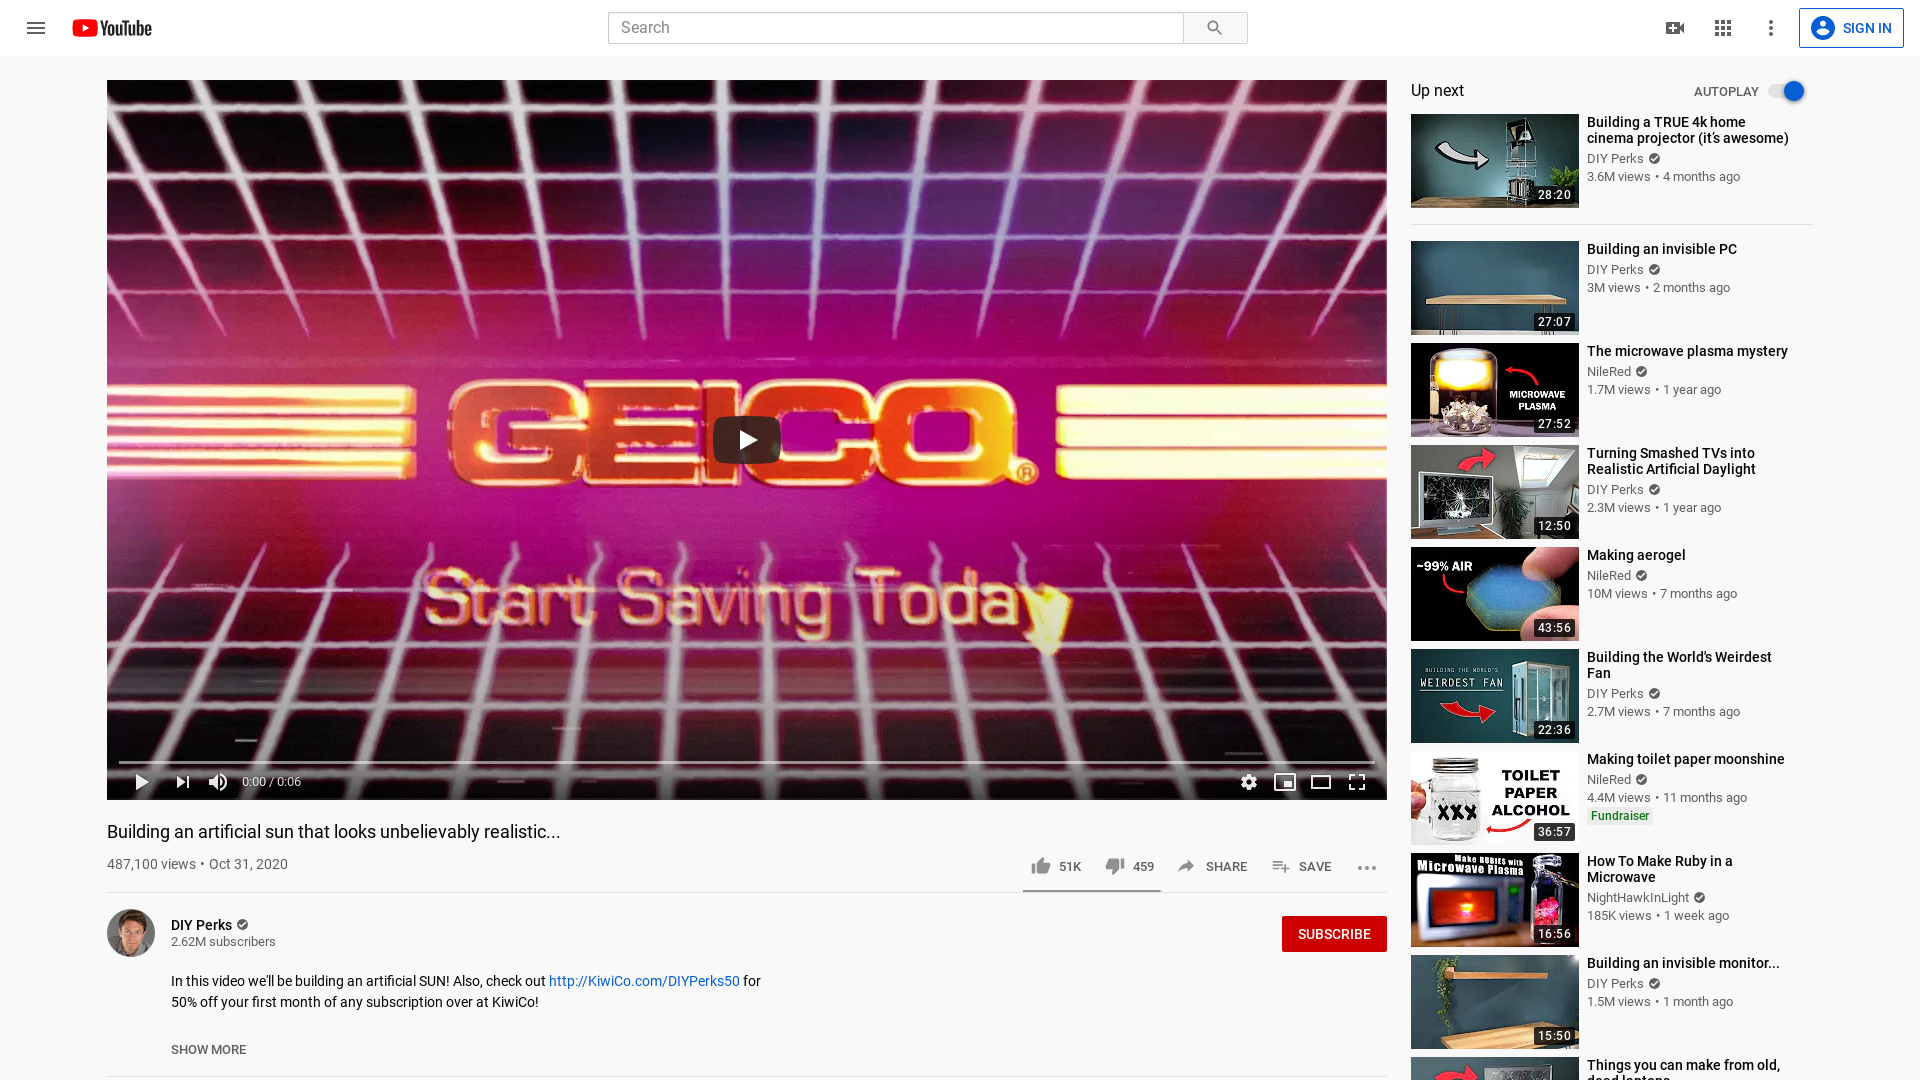 YouTube
Search
SIGN IN
GEICO®
Start Saving Today
0:00 / 0:06
Building an artificial sun that looks unbelievably realistic...
487,100 views • Oct 31, 2020
51K
459
SHARE
SAVE
DIY Perks
2.62M subscribers
SUBSCRIBE
In this video we'll be building an artificial SUN! Also, check out http://KiwiCo.com/DIYPerks50 for
50% off your first month of any subscription over at KiwiCo!
SHOW MORE
Up next
AUTOPLAY
28:20
Building a TRUE 4k home
cinema projector (it's awesome)
DIY Perks
3.6M views • 4 months ago
27:07
Building an invisible PC
DIY Perks
3M views • 2 months ago
MICROWAVE
PLASMA
27:52
The microwave plasma mystery
NileRed
1.7M views • 1 year ago
12:50
Turning Smashed TVs into
Realistic Artificial Daylight
DIY Perks
2.3M views • 1 year ago
~99% AIR
43:56
Making aerogel
NileRed
10M views • 7 months ago
BUILDING THE WORLD'S
WEIRDEST FAN
22:36
Building the World's Weirdest
Fan
DIY Perks
2.7M views • 7 months ago
TOILET
PAPER
ALCOHOL
XXX
36:57
Making toilet paper moonshine
NileRed
4.4M views • 11 months ago
Fundraiser
Make RUBIES with
Microwave Plasma
16:56
How To Make Ruby in a
Microwave
NightHawkInLight
185K views • 1 week ago
15:50
Building an invisible monitor...
DIY Perks
1.5M views • 1 month ago
Things you can make from old,
dead laptops